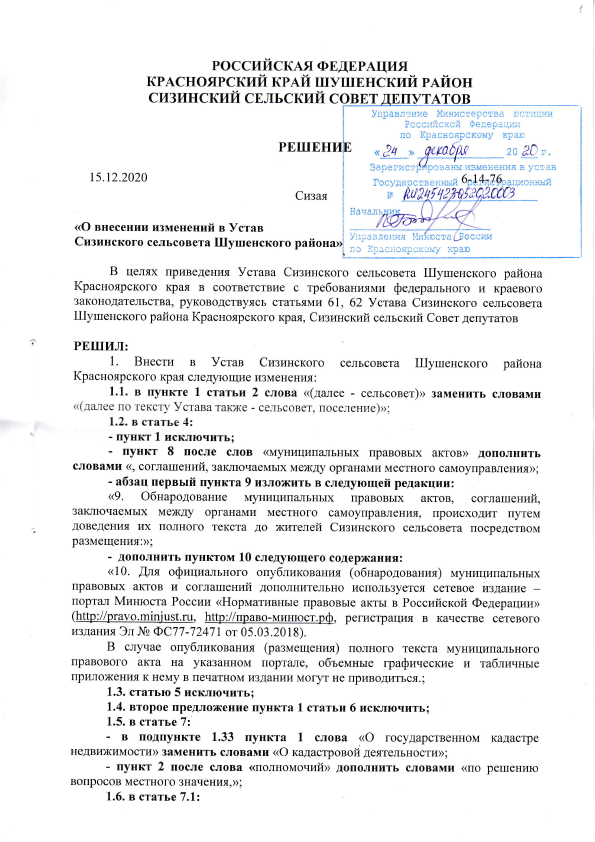 1
РОССИЙСКАЯ ФЕДЕРАЦИЯ
КРАСНОЯРСКИЙ КРАЙ ШУШЕНСКИЙ РАЙОН
СИЗИНСКИЙ СЕЛЬСКИЙ СОВЕТ ДЕПУТАТОВ
Управление Министерства юстиции
Российской Федерации
по Красноярскому краю
« 24 » декабря 2020 г.
Зарегистрированы изменения в устав
Государственный регистрационный
№ RU245423052020003
Начальник
Управления Минюста России
по Красноярскому краю
РЕШЕНИЕ
15.12.2020 6-14-76
Сизая
«О внесении изменений в Устав
Сизинского сельсовета Шушенского района»
В целях приведения Устава Сизинского сельсовета Шушенского района
Красноярского края в соответствие с требованиями федерального и краевого
законодательства, руководствуясь статьями 61, 62 Устава Сизинского сельсовета
Шушенского района Красноярского края, Сизинский сельский Совет депутатов
РЕШИЛ:
1. Внести в Устав Сизинского сельсовета Шушенского района
Красноярского края следующие изменения:
1.1. в пункте 1 статьи 2 слова «(далее - сельсовет)» заменить словами
«(далее по тексту Устава также - сельсовет, поселение)»;
1.2. в статье 4:
- пункт 1 исключить;
- пункт 8 после слов «муниципальных правовых актов» дополнить
словами «, соглашений, заключаемых между органами местного самоуправления»;
- абзац первый пункта 9 изложить в следующей редакции:
«9. Обнародование муниципальных правовых актов, соглашений,
заключаемых между органами местного самоуправления, происходит путем
доведения их полного текста до жителей Сизинского сельсовета посредством
размещения:»;
- дополнить пунктом 10 следующего содержания:
«10. Для официального опубликования (обнародования) муниципальных
правовых актов и соглашений дополнительно используется сетевое издание –
портал Минюста России «Нормативные правовые акты в Российской Федерации»
(http://pravo.minjust.ru, http://право-минюст.рф, регистрация в качестве сетевого
издания Эл № ФС77-72471 от 05.03.2018).
В случае опубликования (размещения) полного текста муниципального
правового акта на указанном портале, объемные графические и табличные
приложения к нему в печатном издании могут не приводиться.;
1.3. статью 5 исключить;
1.4. второе предложение пункта 1 статьи 6 исключить;
1.5. в статье 7:
- в подпункте 1.33 пункта 1 слова «О государственном кадастре
недвижимости» заменить словами «О кадастровой деятельности»;
- пункт 2 после слова «полномочий» дополнить словами «по решению
вопросов местного значения,»;
1.6. в статье 7.1: